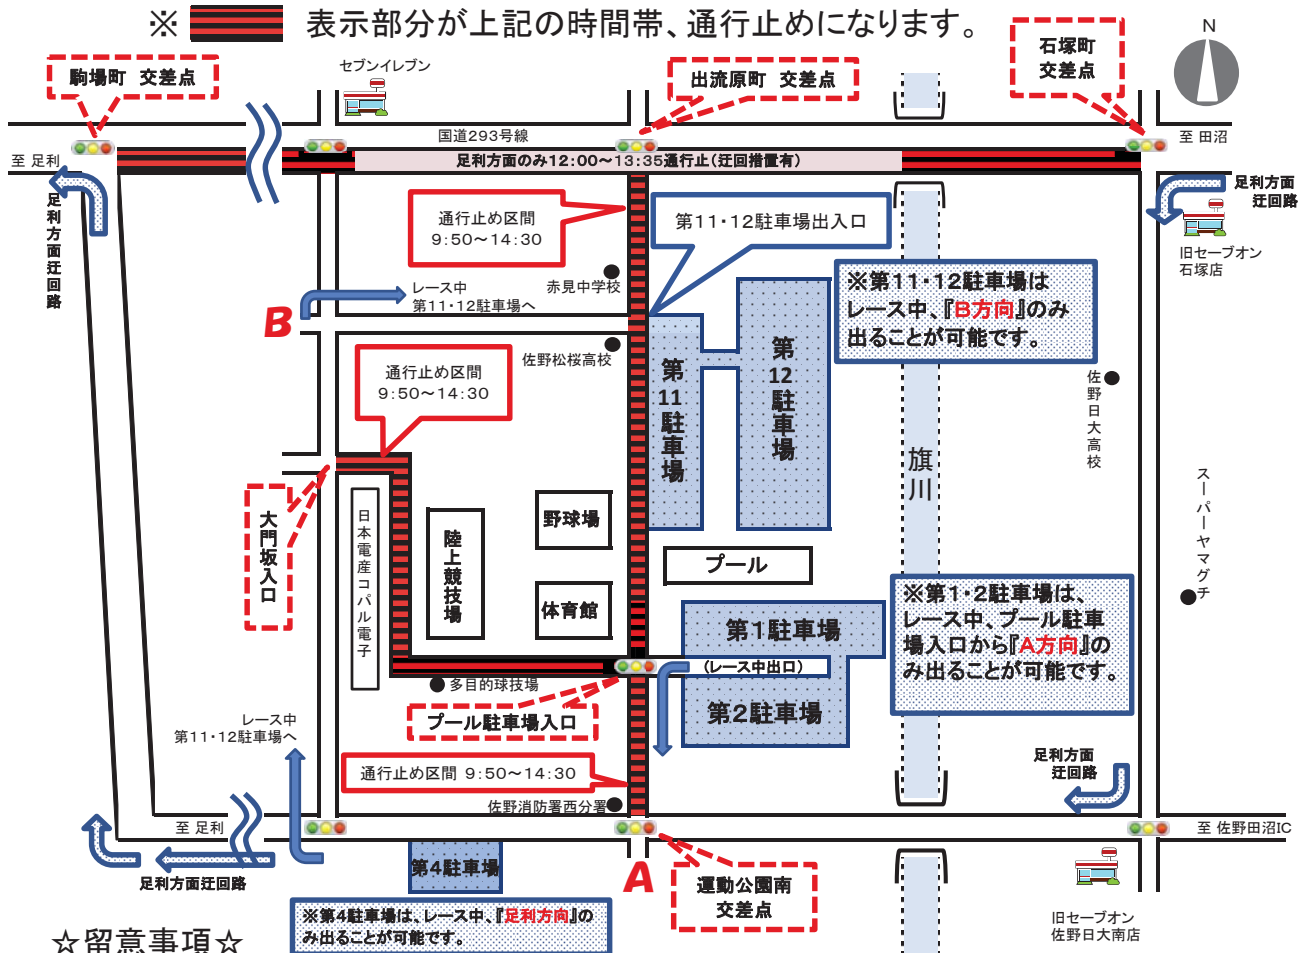 ※ 表示部分が上記の時間帯、通行止めになります。
駒場町 交差点
セブンイレブン
出流原町 交差点
石塚町
交差点
N
国道293号線
至 足利
至 田沼
足利方面のみ12:00～13:35通行止(迂回措置有)
足利方面迂回路
足利方面
迂回路
旧セーブオン
石塚店
通行止め区間
9:50～14:30
第11・12駐車場出入口
赤見中学校
レース中
第11・12駐車場へ
B
※第11・12駐車場は
レース中、『B方向』のみ
出ることが可能です。
佐野松桜高校
通行止め区間
9:50～14:30
第11駐車場
第12駐車場
佐野日大高校
旗川
スーパーヤマグチ
大門坂入口
日本電産コパル電子
陸上競技場
野球場
体育館
プール
※第1・2駐車場は、
レース中、プール駐車
場入口から『A方向』の
み出ることが可能です。
第1駐車場
(レース中出口)
第2駐車場
多目的球技場
プール駐車場入口
レース中
第11・12駐車場へ
通行止め区間 9:50～14:30
佐野消防署西分署
足利方面
迂回路
至 足利
至 佐野田沼IC
足利方面迂回路
第4駐車場
A
運動公園南
交差点
旧セーブオン
佐野日大南店
※第4駐車場は、レース中、『足利方向』の
み出ることが可能です。
☆留意事項☆